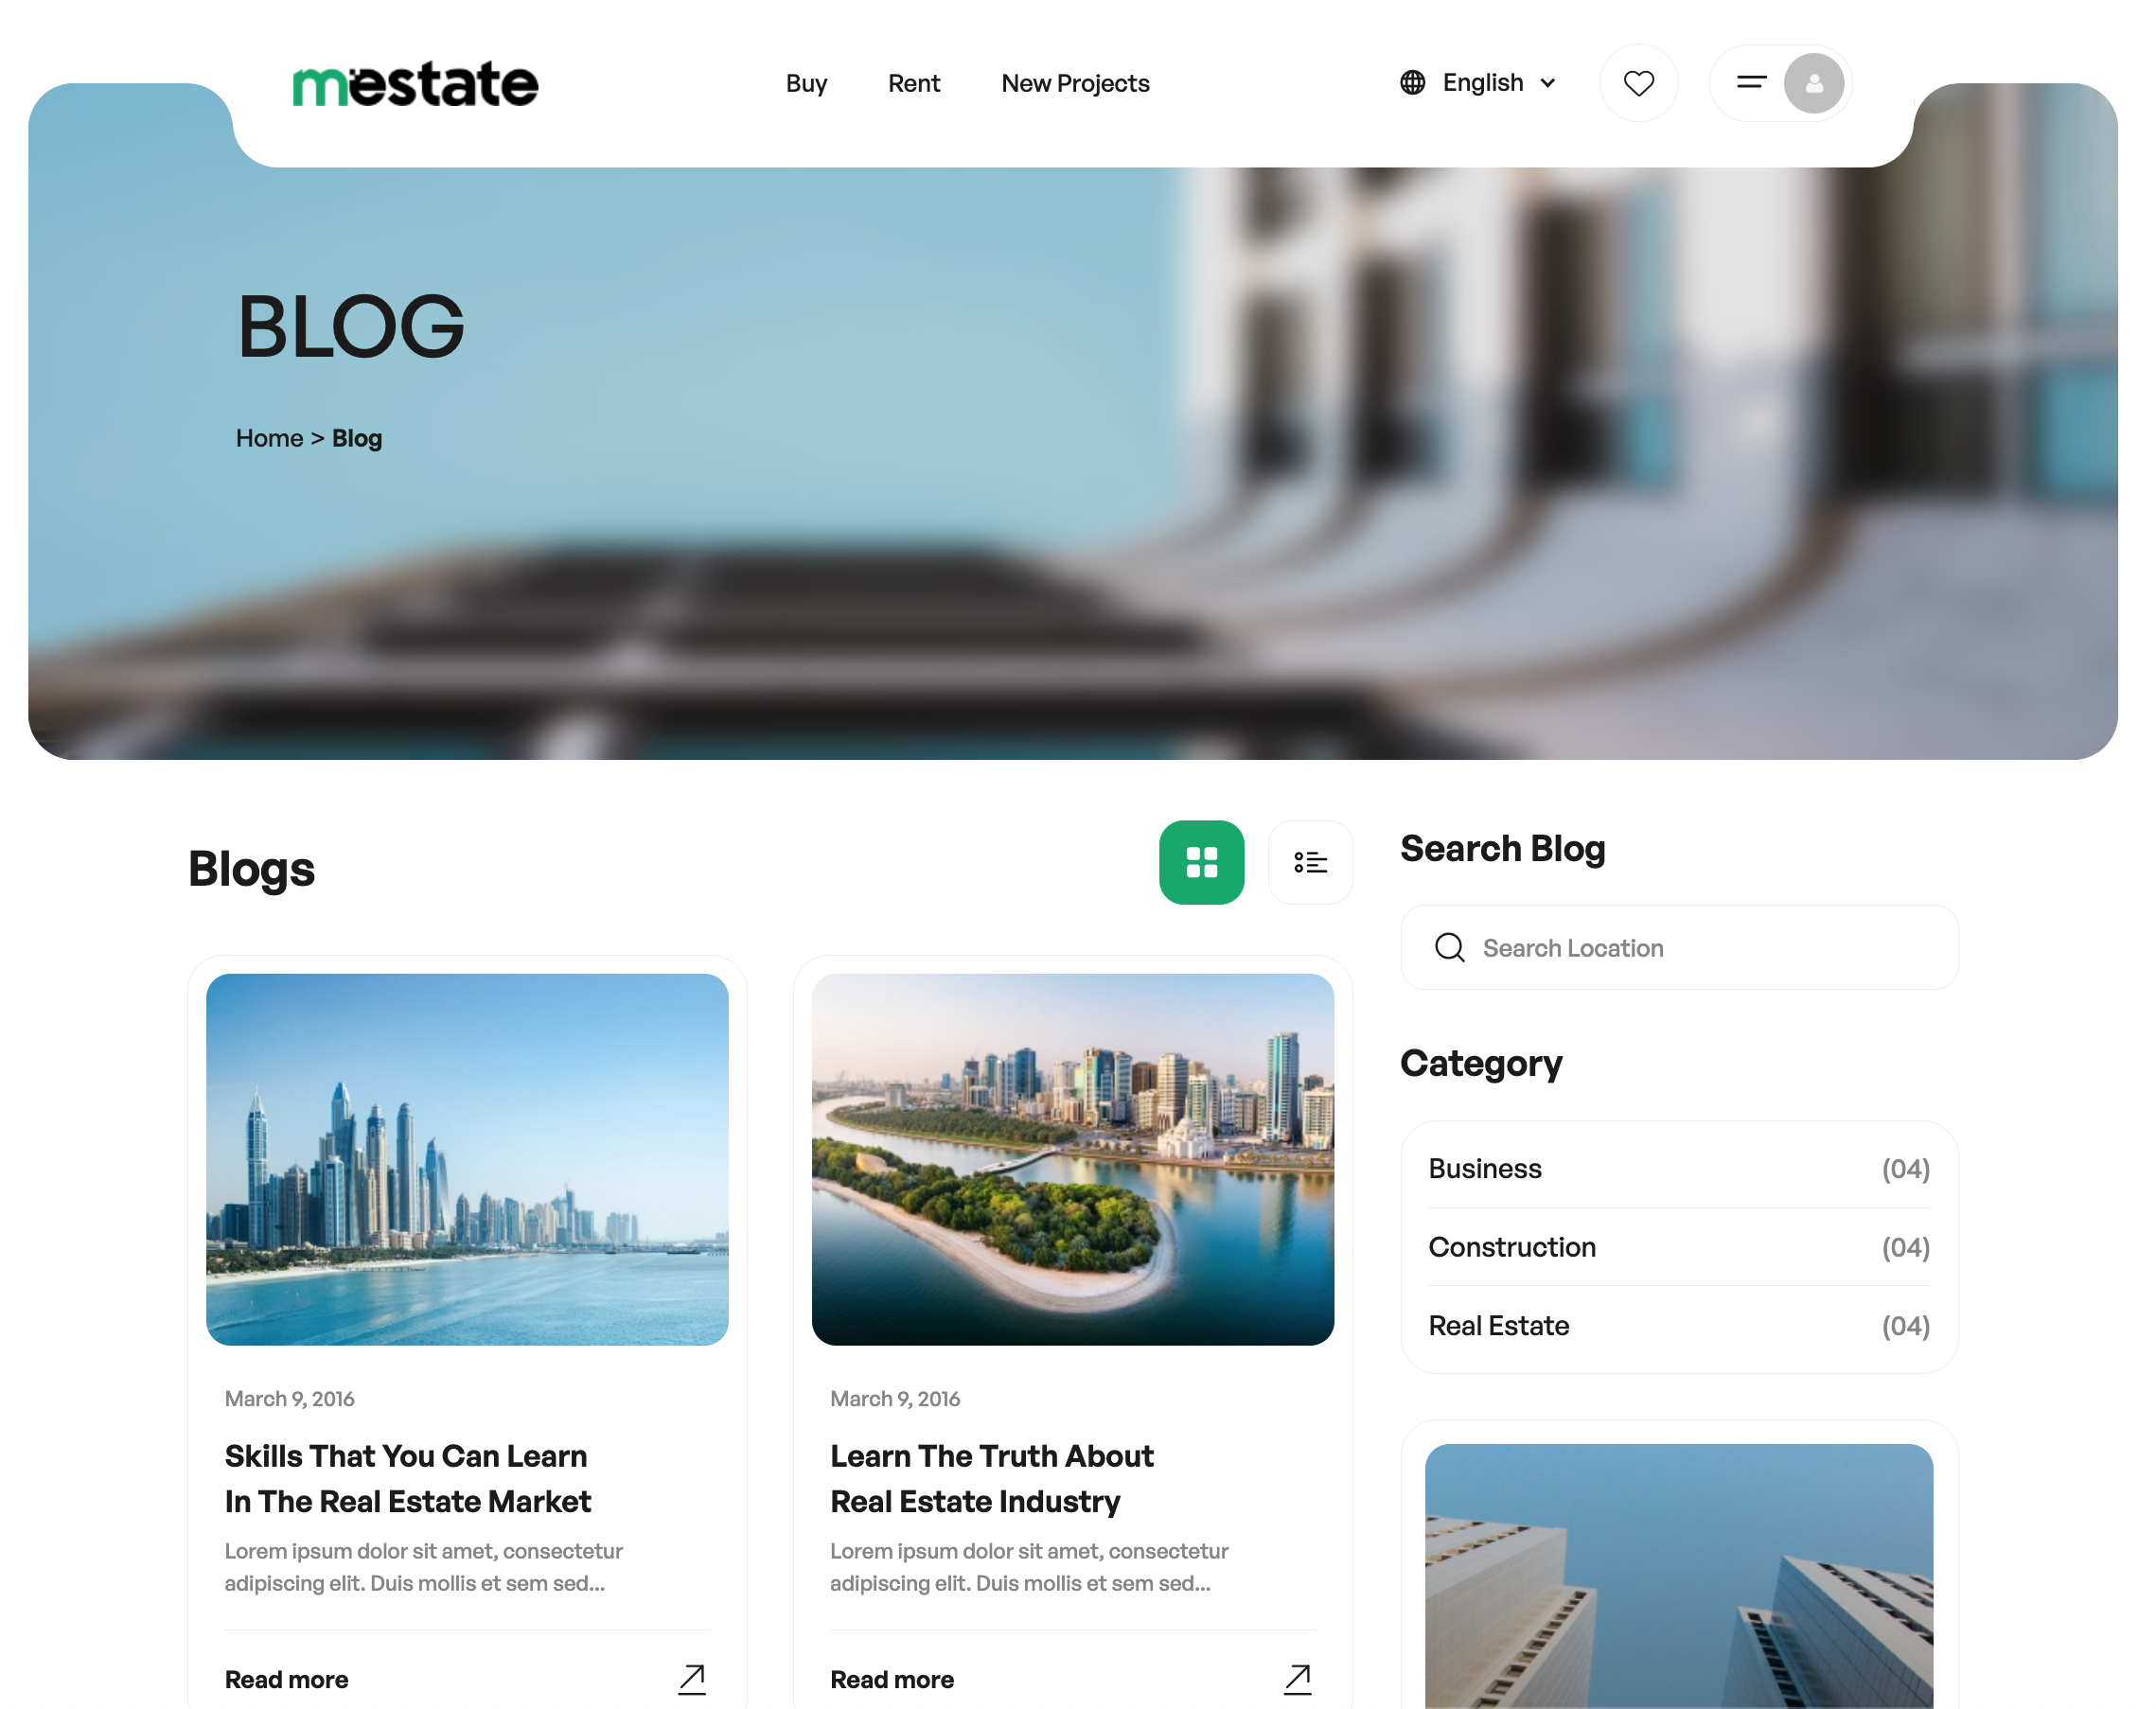 mestate
Buy
Rent
New Projects
English
BLOG
Home > Blog
Blogs
March 9, 2016
Skills That You Can Learn
In The Real Estate Market
Lorem ipsum dolor sit amet, consectetur
adipiscing elit. Duis mollis et sem sed...
Read more
March 9, 2016
Learn The Truth About
Real Estate Industry
Lorem ipsum dolor sit amet, consectetur
adipiscing elit. Duis mollis et sem sed...
Read more
Search Blog
Search Location
Category
Business (04)
Construction (04)
Real Estate (04)